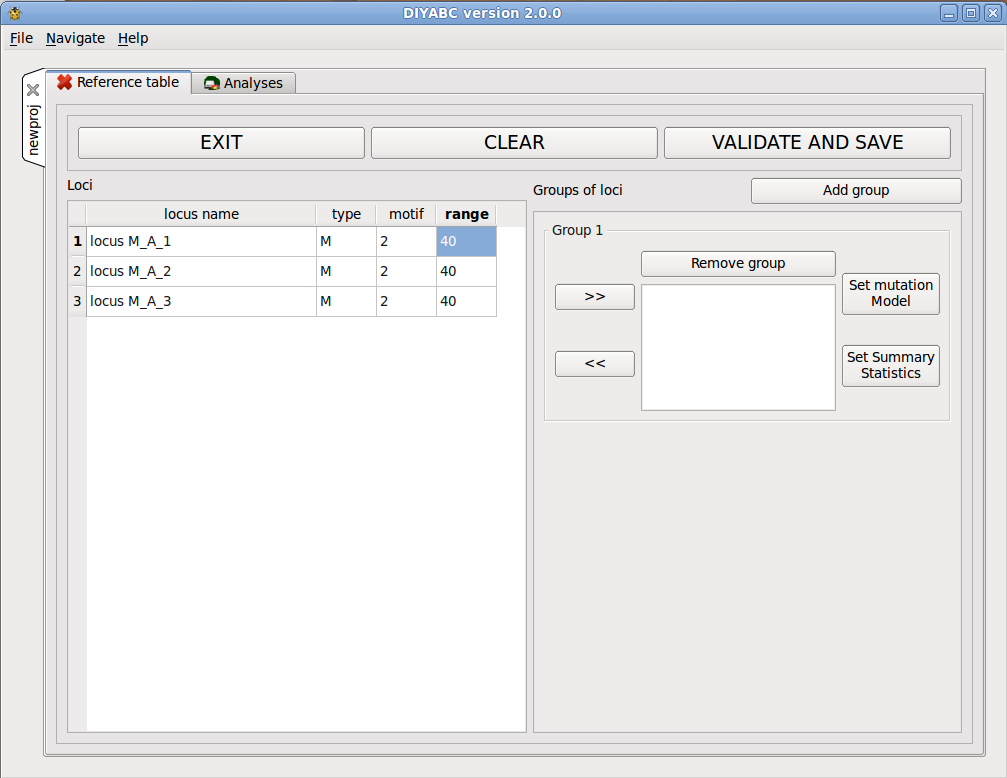 DIYABC version 2.0.0
File Navigate Help
newproj
Reference table Analyses
EXIT CLEAR VALIDATE AND SAVE
Loci
Groups of loci Add group
locus name type motif range
1 locus M_A_1 M 2 40
2 locus M_A_2 M 2 40
3 locus M_A_3 M 2 40
Group 1
Remove group
>>
<<
Set mutation
Model
Set Summary
Statistics